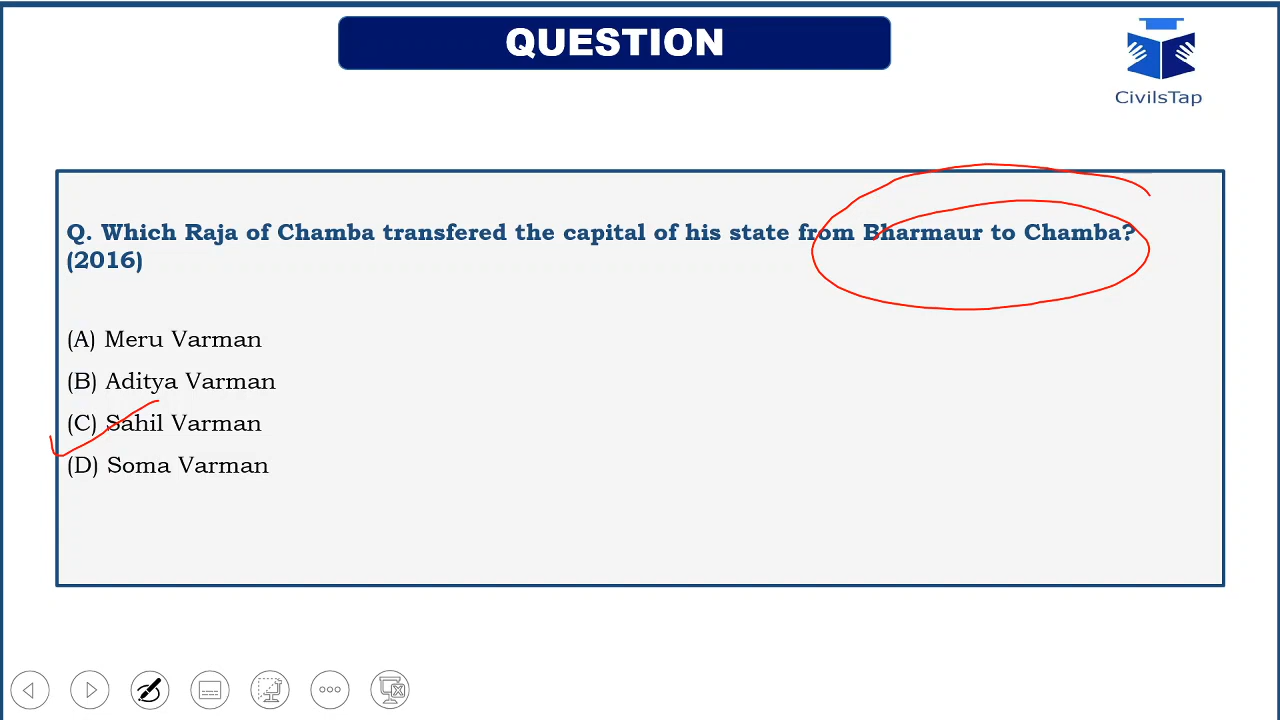 QUESTION
CivilsTap
Q. Which Raja of Chamba transfered the capital of his state from Bharmaur to Chamba?
(2016)
(A) Meru Varman
(B) Aditya Varman
(C) Sahil Varman
(D) Soma Varman